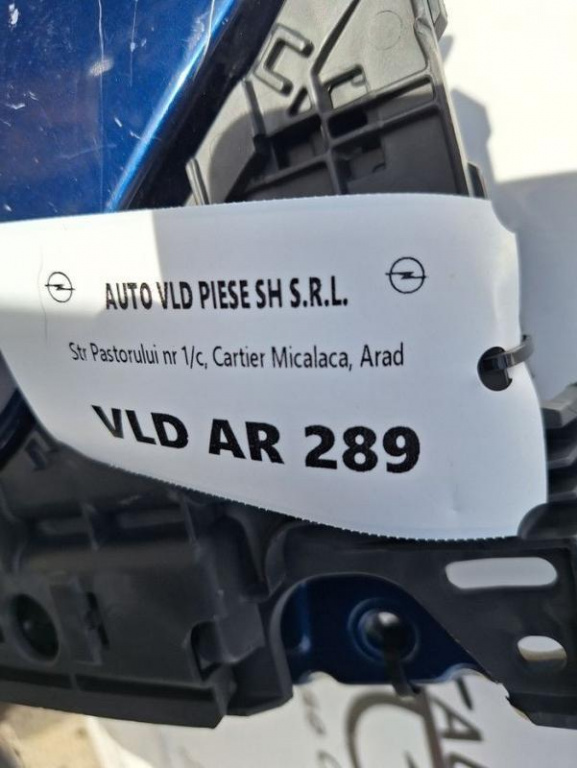 AUTO VLD PIESE SH S.R.L.
Str Pastorului nr 1/c, Cartier Micalaca, Arad
VLD AR 289